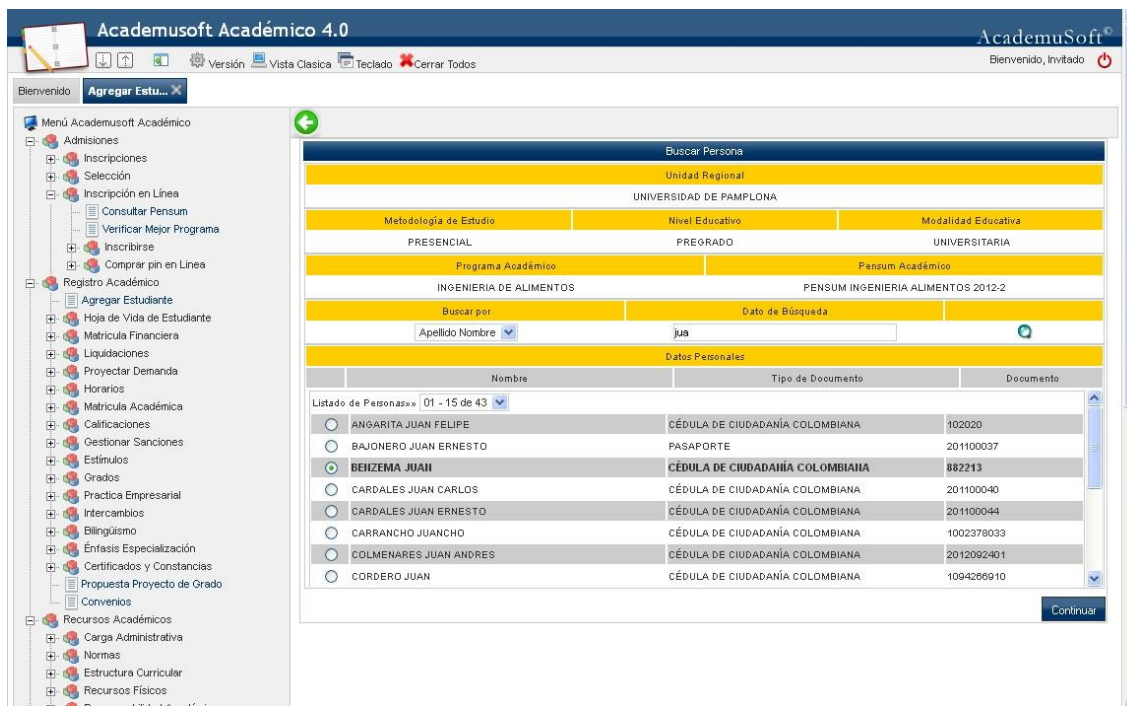 Academusoft Académico 4.0
AcademuSoft©
Versión Vista Clasica Teclado Cerrar Todos
Bienvenido, Invitado
Bienvenido Agregar Estu...
Menú Academusoft Académico
Admisiones
Inscripciones
Selección
Inscripción en Línea
Consultar Pensum
Verificar Mejor Programa
Inscribirse
Comprar pin en Linea
Registro Académico
Agregar Estudiante
Hoja de Vida de Estudiante
Matricula Financiera
Liquidaciones
Proyectar Demanda
Horarios
Matricula Académica
Calificaciones
Gestionar Sanciones
Estímulos
Grados
Practica Empresarial
Intercambios
Bilingüismo
Énfasis Especialización
Certificados y Constancias
Propuesta Proyecto de Grado
Convenios
Recursos Académicos
Carga Administrativa
Normas
Estructura Curricular
Recursos Físicos
Buscar Persona
Unidad Regional
UNIVERSIDAD DE PAMPLONA
Metodología de Estudio Nivel Educativo Modalidad Educativa
PRESENCIAL PREGRADO UNIVERSITARIA
Programa Académico Pensum Académico
INGENIERIA DE ALIMENTOS PENSUM INGENIERIA ALIMENTOS 2012-2
Buscar por Dato de Búsqueda
Apellido Nombre jua
Datos Personales
Nombre Tipo de Documento Documento
Listado de Personas»» 01 - 15 de 43
ANGARITA JUAN FELIPE CÉDULA DE CIUDADANÍA COLOMBIANA 102020
BAJONERO JUAN ERNESTO PASAPORTE 201100037
BENZEMA JUAN CÉDULA DE CIUDADANÍA COLOMBIANA 882213
CARDALES JUAN CARLOS CÉDULA DE CIUDADANÍA COLOMBIANA 201100040
CARDALES JUAN ERNESTO CÉDULA DE CIUDADANÍA COLOMBIANA 201100044
CARRANCHO JUANCHO CÉDULA DE CIUDADANÍA COLOMBIANA 1002378033
COLMENARES JUAN ANDRES CÉDULA DE CIUDADANÍA COLOMBIANA 2012092401
CORDERO JUAN CÉDULA DE CIUDADANÍA COLOMBIANA 1094266910
Continuar